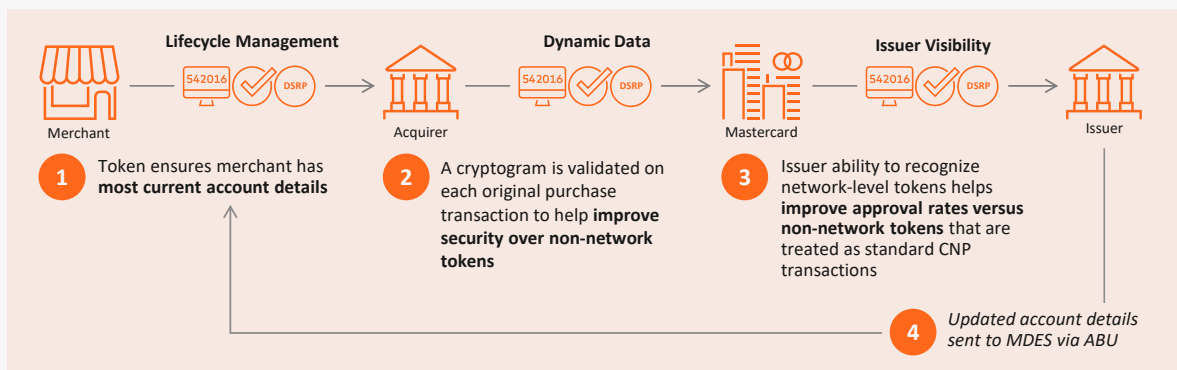 Lifecycle Management
Dynamic Data
Issuer Visibility
542016
DSRP
542016
DSRP
542016
DSRP
Merchant
Acquirer
Mastercard
Issuer
1
Token ensures merchant has
most current account details
2
A cryptogram is validated on
each original purchase
transaction to help improve
security over non-network
tokens
3
Issuer ability to recognize
network-level tokens helps
improve approval rates versus
non-network tokens that are
treated as standard CNP
transactions
4
Updated account details
sent to MDES via ABU